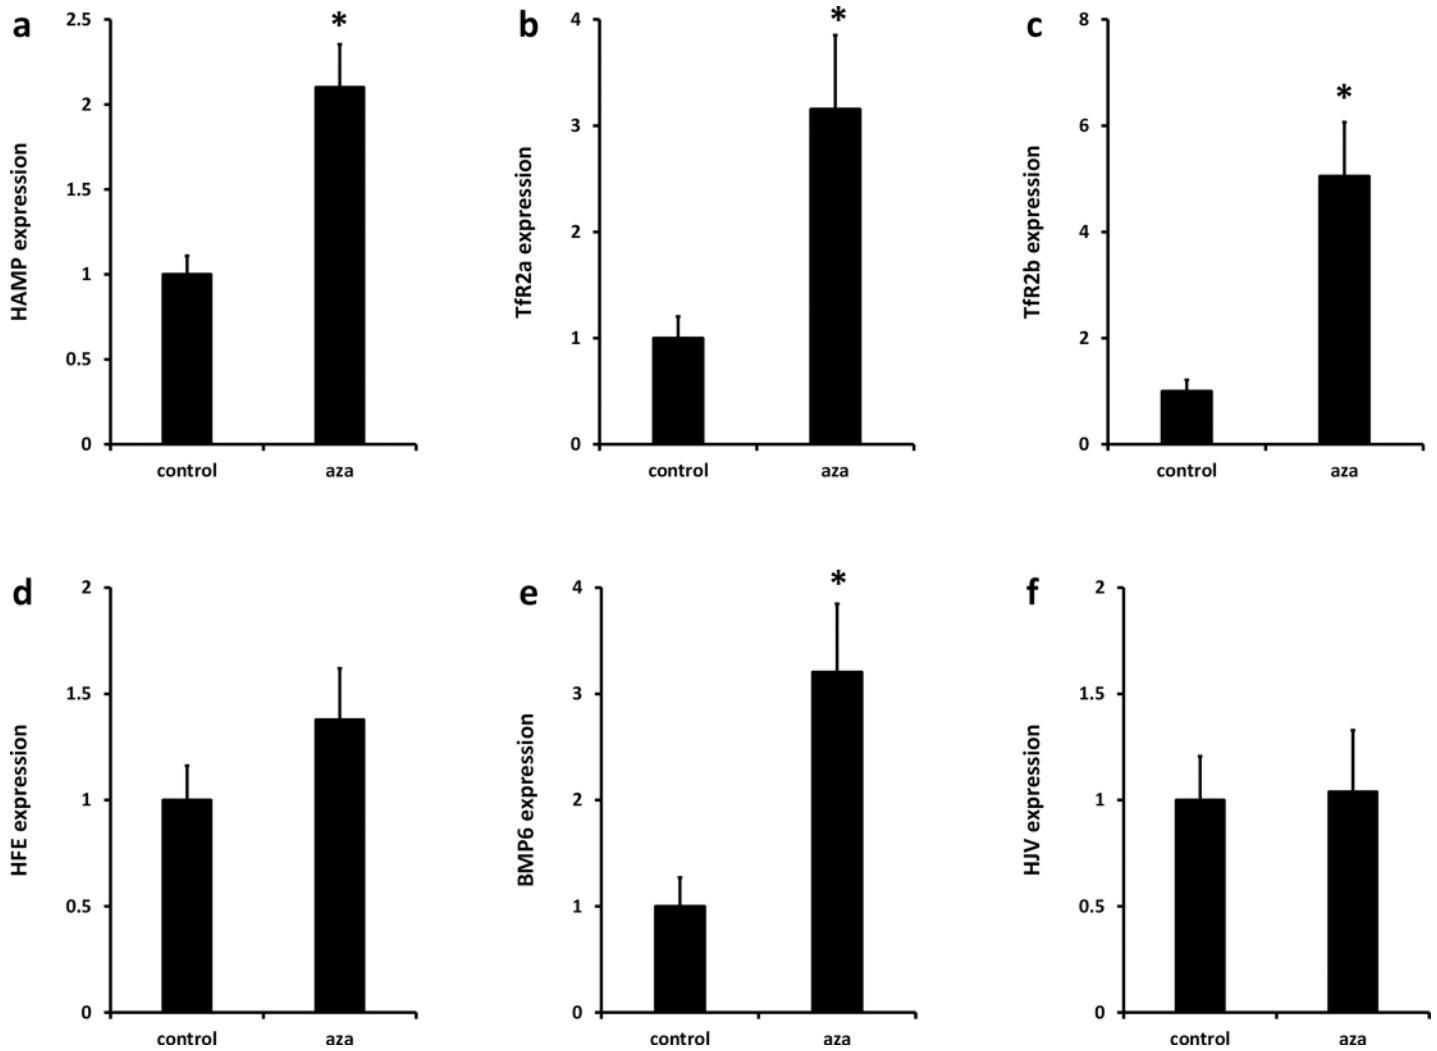 a
HAMP expression
2.5
2
1.5
1
0.5
0
*
control
aza
b
TfR2a expression
4
3
2
1
0
*
control
aza
c
TfR2b expression
8
6
4
2
0
*
control
aza
d
HFE expression
2
1.5
1
0.5
0
control
aza
e
BMP6 expression
4
3
2
1
0
*
control
aza
f
HJV expression
2
1.5
1
0.5
0
control
aza